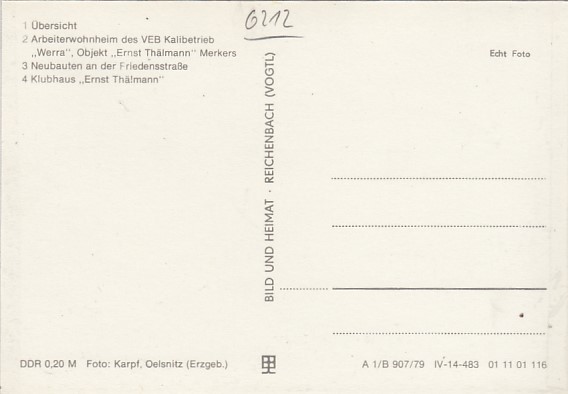 6212
1 Übersicht
2 Arbeiterwohnheim des VEB Kalibetrieb
„Werra", Objekt „Ernst Thälmann" Merkers
3 Neubauten an der Friedensstraße
4 Klubhaus „Ernst Thälmann"
Echt Foto
BILD UND HEIMAT · REICHENBACH (VOGTL)
DDR 0,20 M Foto: Karpf, Oelsnitz (Erzgeb.)
A 1/B 907/79 IV-14-483 01 11 01 116